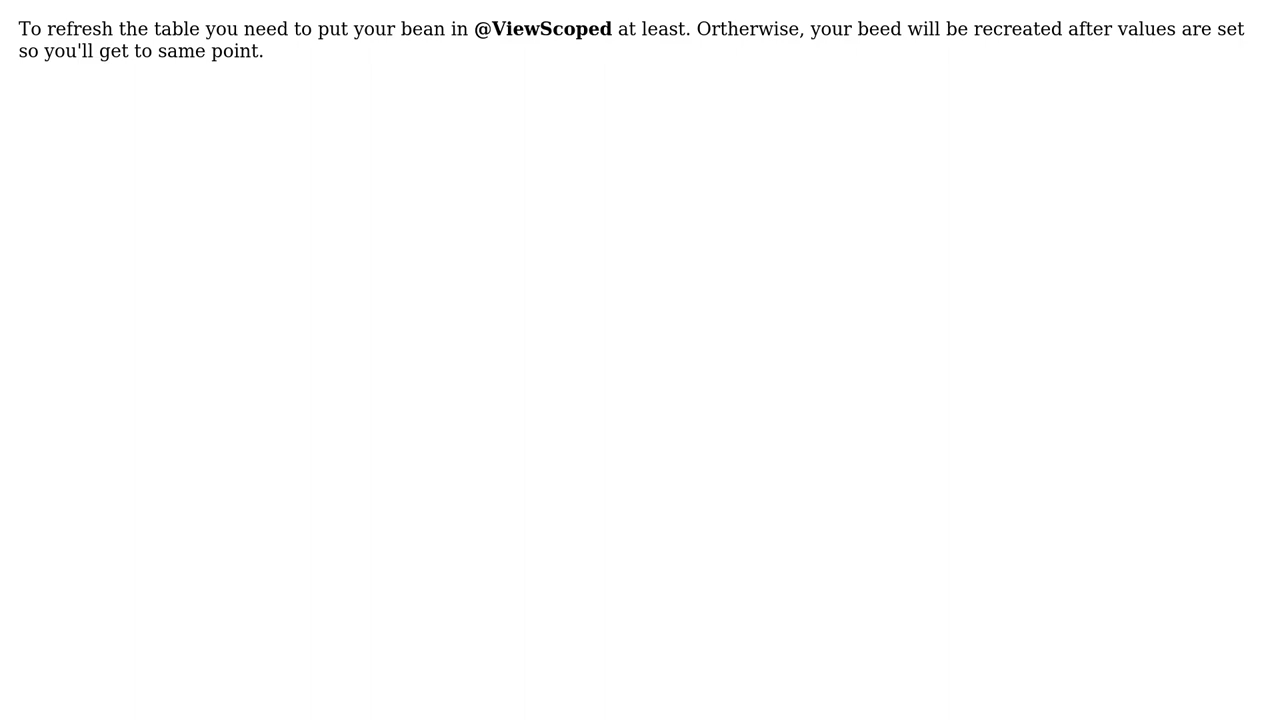 To refresh the table you need to put your bean in @ViewScoped at least. Ortherwise, your beed will be recreated after values are set
so you'll get to same point.